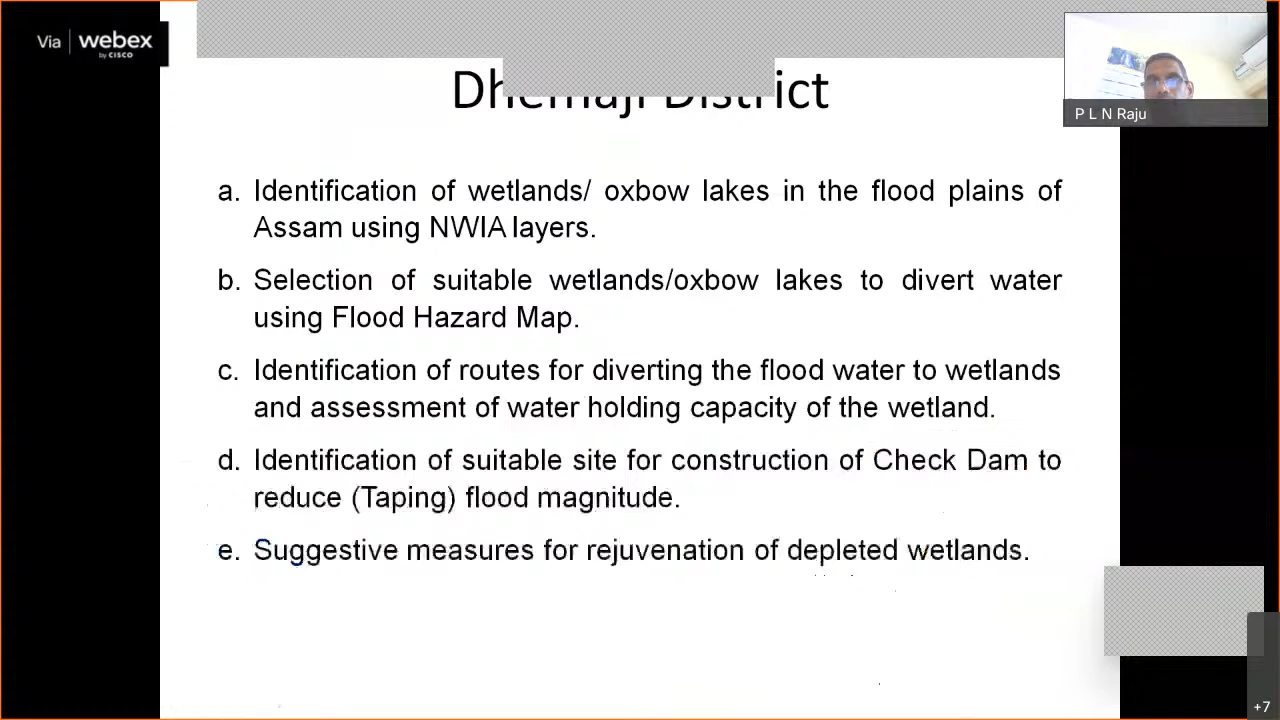 Via webex
by CISCO
Dhemaji District
P L N Raju
a. Identification of wetlands/ oxbow lakes in the flood plains of
Assam using NWIA layers.
b. Selection of suitable wetlands/oxbow lakes to divert water
using Flood Hazard Map.
c. Identification of routes for diverting the flood water to wetlands
and assessment of water holding capacity of the wetland.
d. Identification of suitable site for construction of Check Dam to
reduce (Taping) flood magnitude.
e. Suggestive measures for rejuvenation of depleted wetlands.
+7